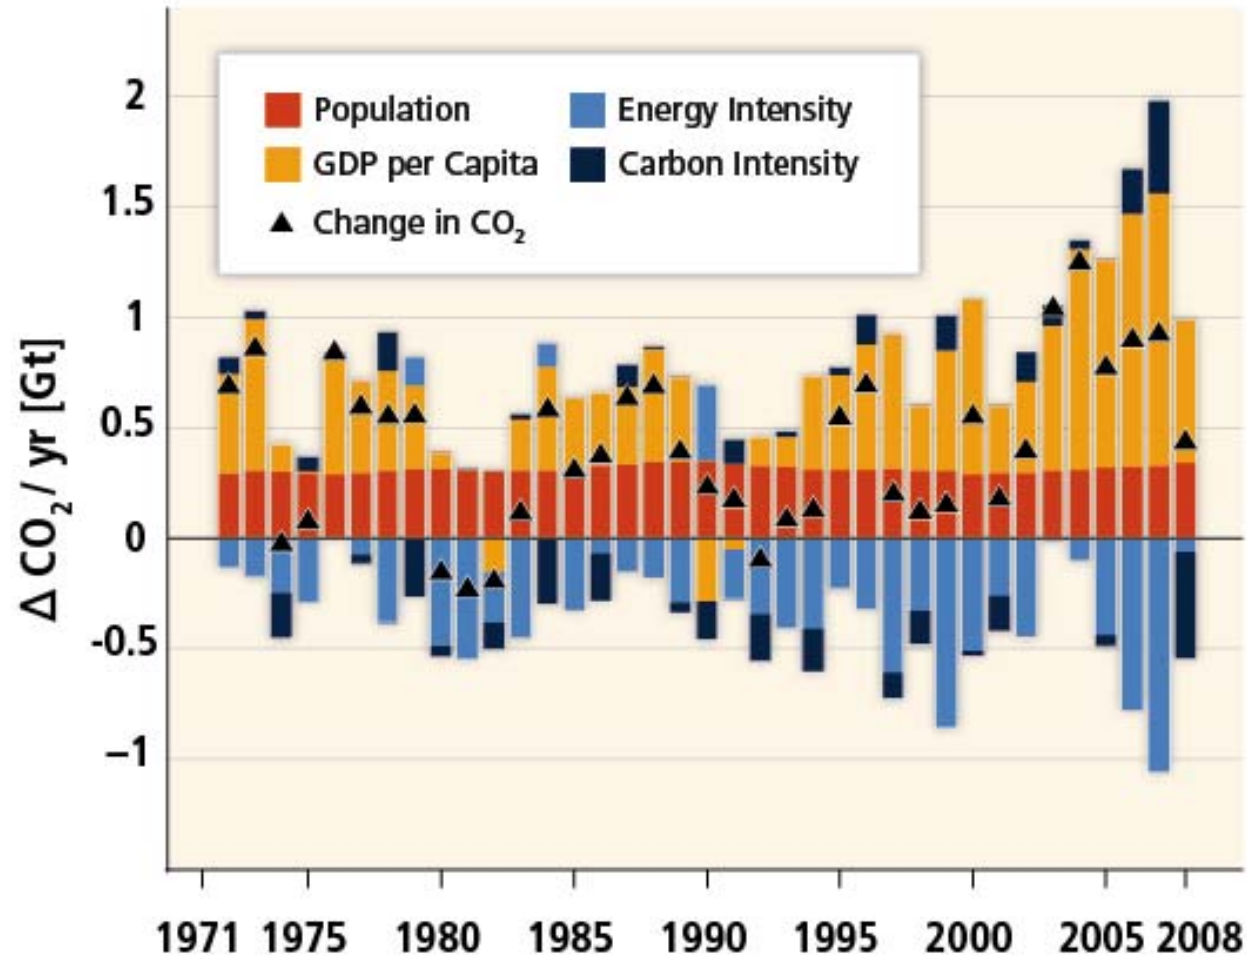 Δ CO₂ / yr [Gt]
2
1.5
1
0.5
0
-0.5
–1
Population
Energy Intensity
GDP per Capita
Carbon Intensity
Change in CO₂
1971 1975 1980 1985 1990 1995 2000 2005 2008